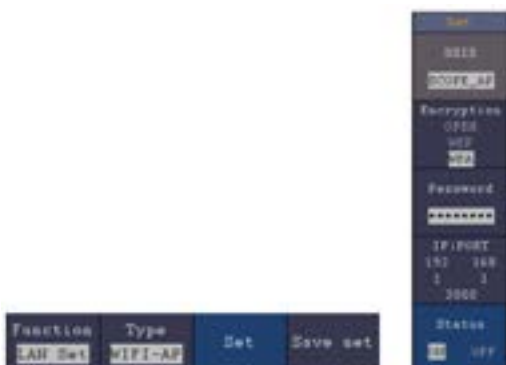 Set
SSID
SCOPE_AP
Encryption
OPEN
WEP
WPA
Password
********
IP:PORT
192 168
1 1
3000
Status
ON OFF
Function Type Set Save set
LAN Set WIFI-AP